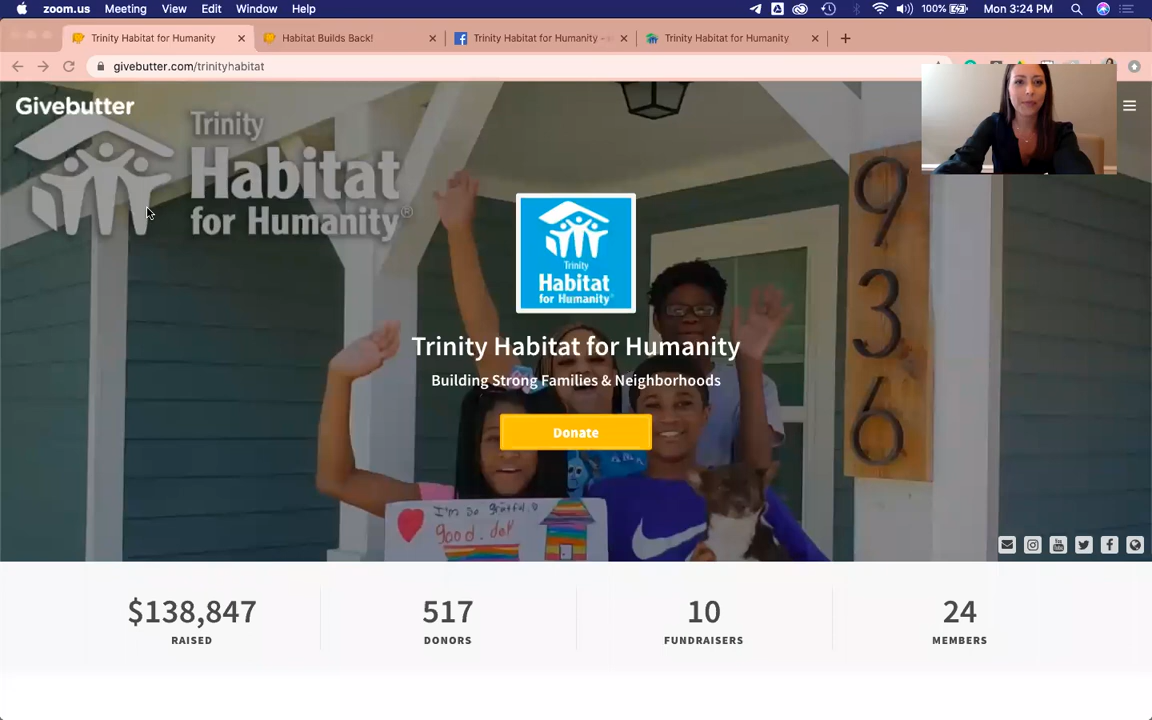 zoom.us Meeting View Edit Window Help 100% Mon 3:24 PM
Trinity Habitat for Humanity Habitat Builds Back! Trinity Habitat for Humanity - Trinity Habitat for Humanity
givebutter.com/trinityhabitat
Givebutter
Trinity
Habitat
for Humanity®
Trinity
Habitat
for Humanity
936
Trinity Habitat for Humanity
Building Strong Families & Neighborhoods
Donate
I'm so grateful
good day
$138,847 517 10 24
RAISED DONORS FUNDRAISERS MEMBERS